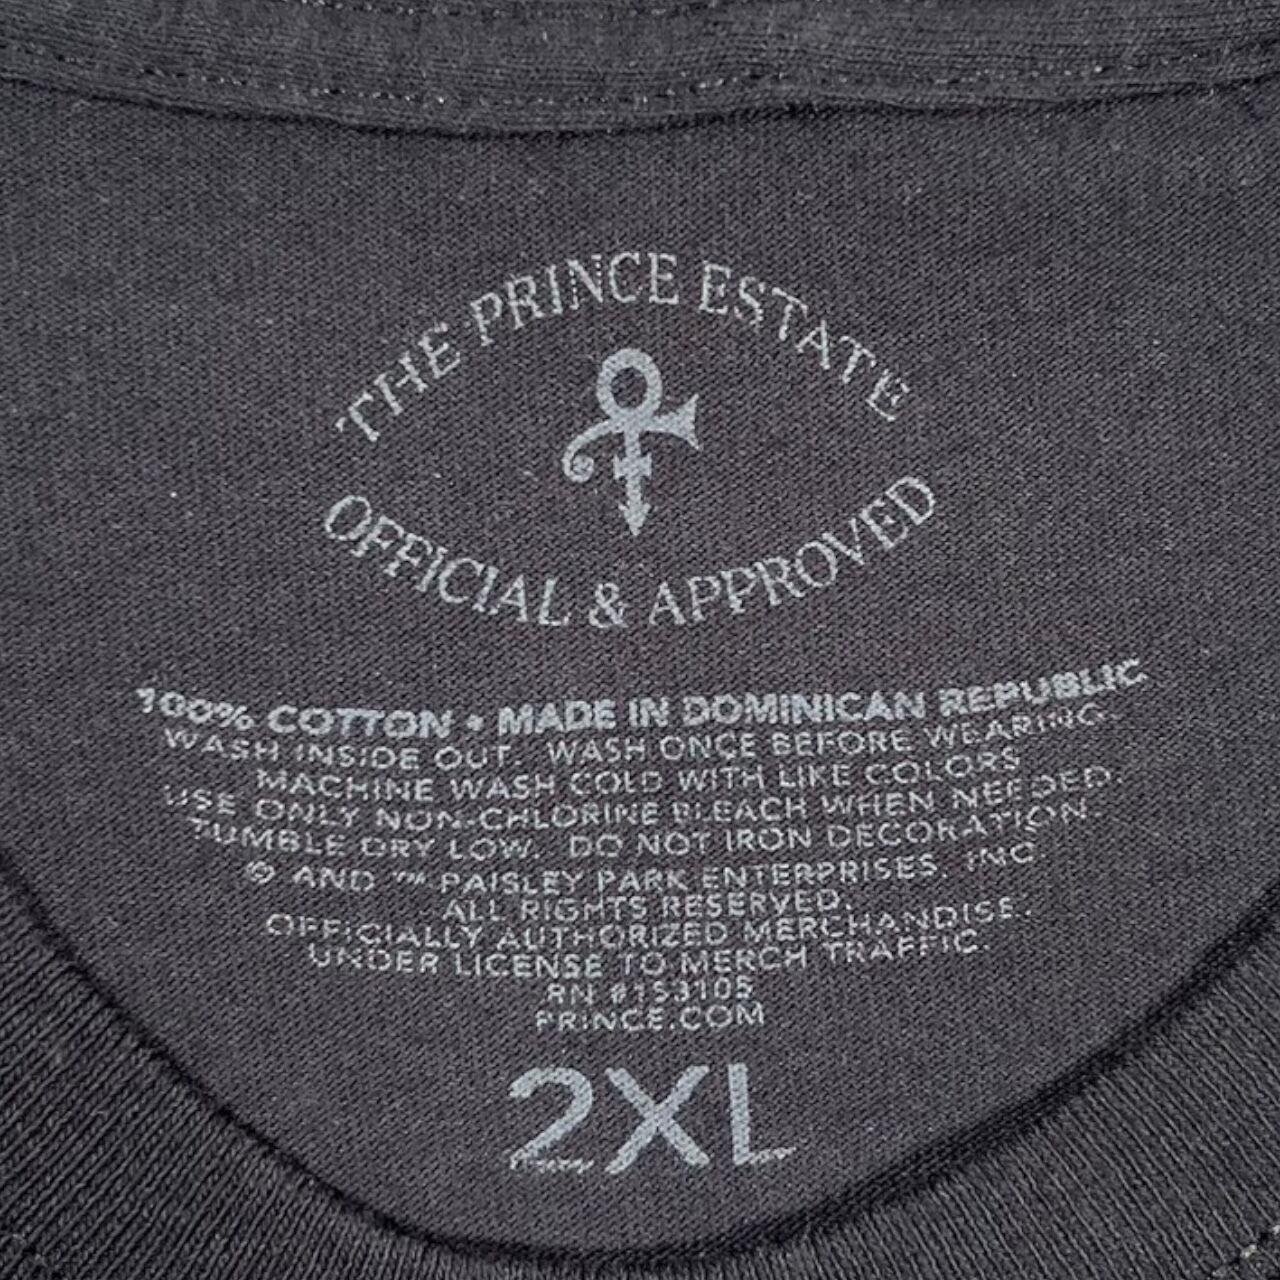 THE PRINCE ESTATE
OFFICIAL & APPROVED
100% COTTON • MADE IN DOMINICAN REPUBLIC
WASH INSIDE OUT. WASH ONCE BEFORE WEARING.
MACHINE WASH COLD WITH LIKE COLORS
USE ONLY NON-CHLORINE BLEACH WHEN NEEDED.
TUMBLE DRY LOW. DO NOT IRON DECORATION.
© AND ™ PAISLEY PARK ENTERPRISES, INC.
ALL RIGHTS RESERVED.
OFFICIALLY AUTHORIZED MERCHANDISE.
UNDER LICENSE TO MERCH TRAFFIC.
RN #153105
PRINCE.COM
2XL